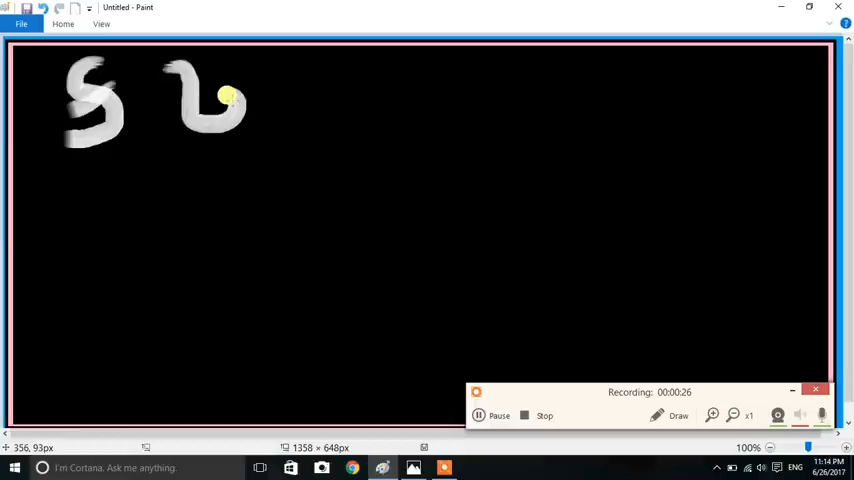 Untitled - Paint
File Home View
Recording: 00:00:26
Pause Stop Draw x1
356, 93px 1358 × 648px 100%
I'm Cortana. Ask me anything. ENG 11:14 PM
6/26/2017